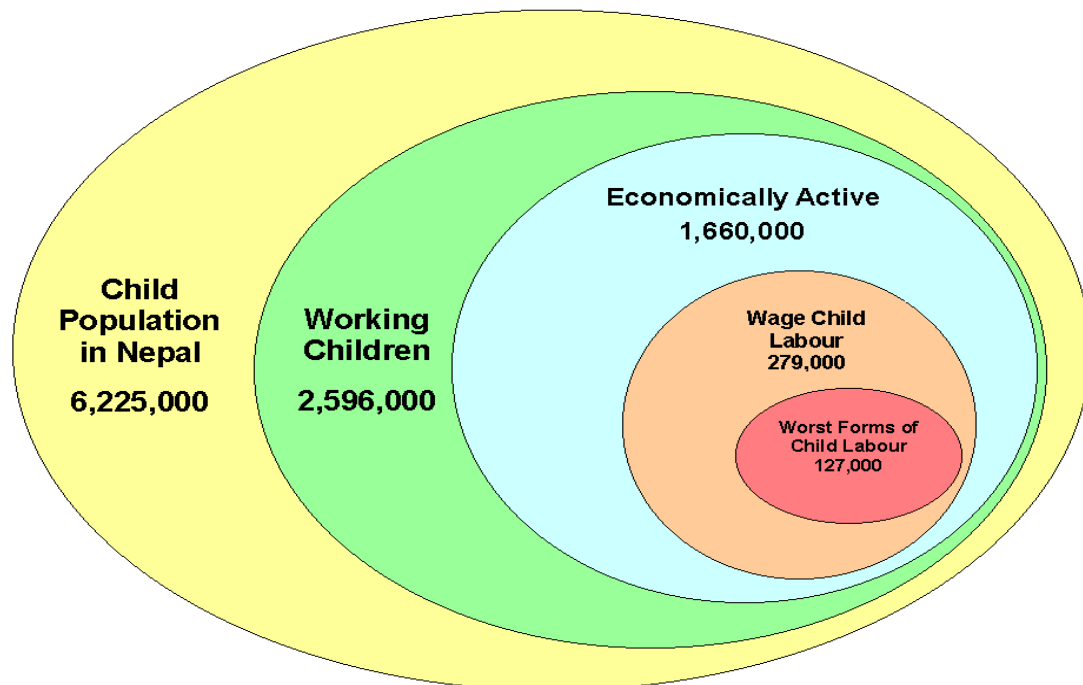 Child
Population
in Nepal
6,225,000
Working
Children
2,596,000
Economically Active
1,660,000
Wage Child
Labour
279,000
Worst Forms of
Child Labour
127,000